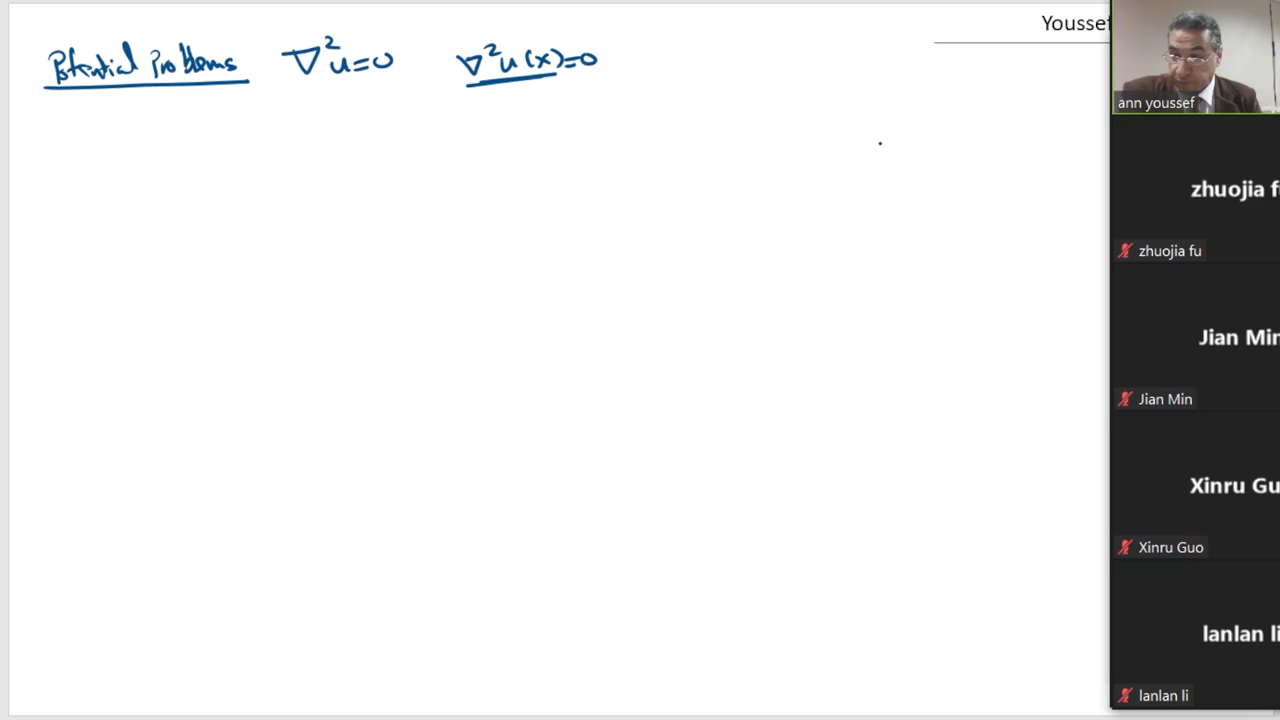 Potential Problems ∇²u=0 ∇²u(x)=0
Youssef
ann youssef
zhuojia f
zhuojia fu
Jian Min
Jian Min
Xinru Gu
Xinru Guo
lanlan li
lanlan li